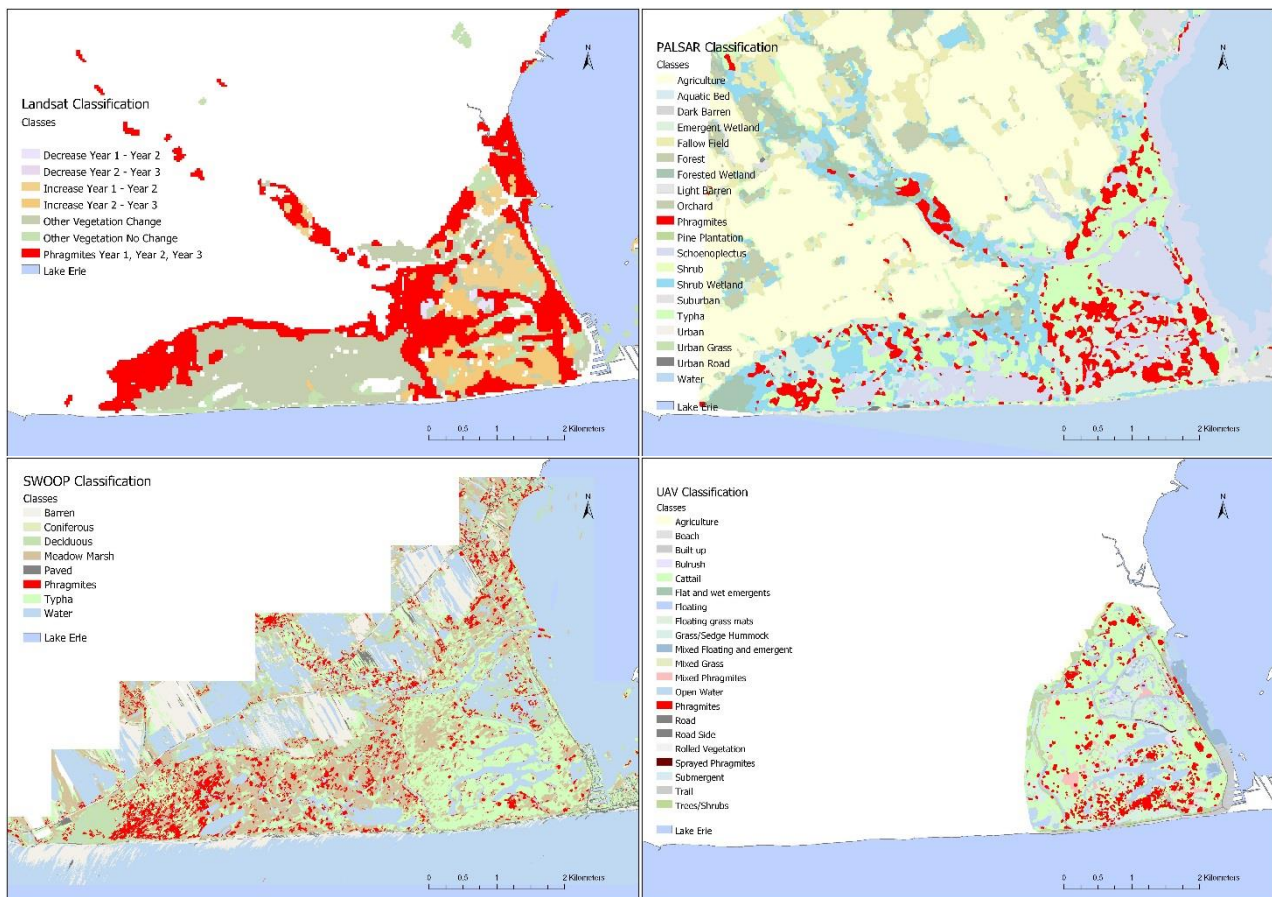 Landsat Classification
Classes
Decrease Year 1 - Year 2
Decrease Year 2 - Year 3
Increase Year 1 - Year 2
Increase Year 2 - Year 3
Other Vegetation Change
Other Vegetation No Change
Phragmites Year 1, Year 2, Year 3
Lake Erie
N
0 0.5 1 2 Kilometers
PALSAR Classification
Classes
Agriculture
Aquatic Bed
Dark Barren
Emergent Wetland
Fallow Field
Forest
Forested Wetland
Light Barren
Orchard
Phragmites
Pine Plantation
Schoenoplectus
Shrub
Shrub Wetland
Suburban
Typha
Urban
Urban Grass
Urban Road
Water
Lake Erie
N
0 0.5 1 2 Kilometers
SWOOP Classification
Classes
Barren
Coniferous
Deciduous
Meadow Marsh
Paved
Phragmites
Typha
Water
Lake Erie
N
0 0.5 1 2 Kilometers
UAV Classification
Classes
Agriculture
Beach
Built up
Bulrush
Cattail
Flat and wet emergents
Floating
Floating grass mats
Grass/Sedge Hummock
Mixed Floating and emergent
Mixed Grass
Mixed Phragmites
Open Water
Phragmites
Road
Road Side
Rolled Vegetation
Sprayed Phragmites
Submergent
Trail
Trees/Shrubs
Lake Erie
N
0 0.5 1 2 Kilometers